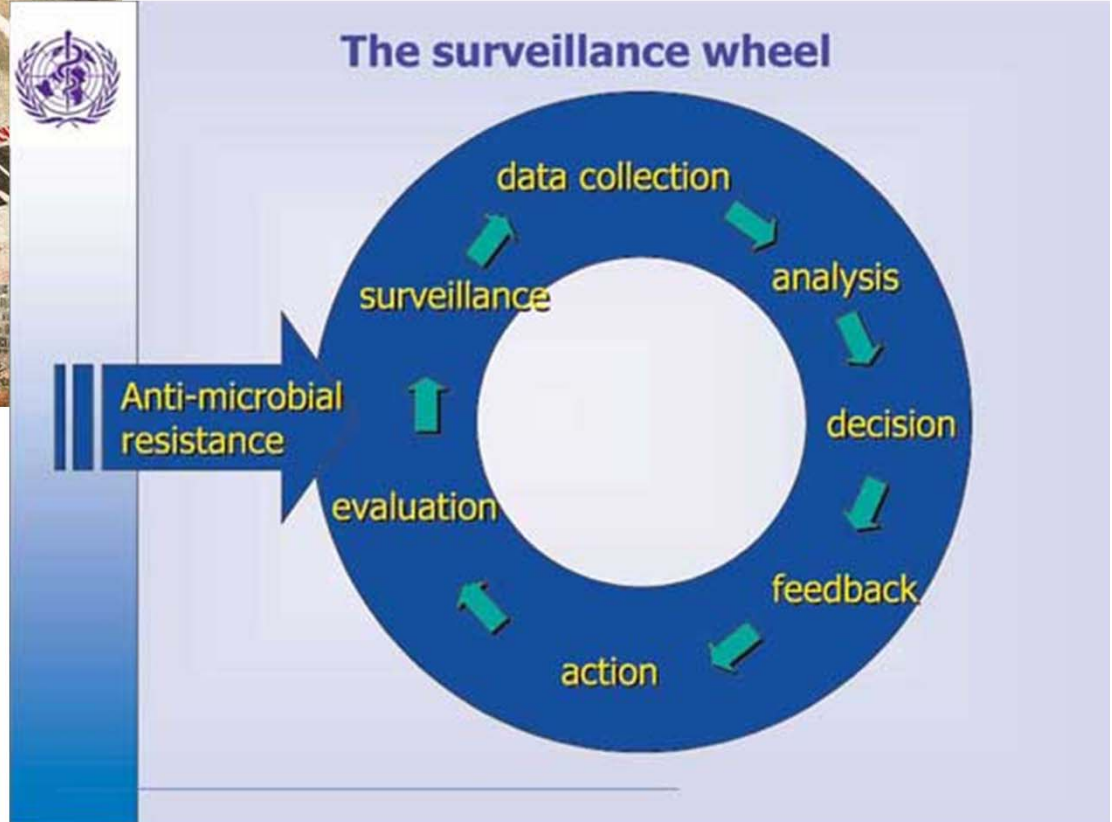 The surveillance wheel
data collection
analysis
decision
feedback
action
evaluation
surveillance
Anti-microbial
resistance